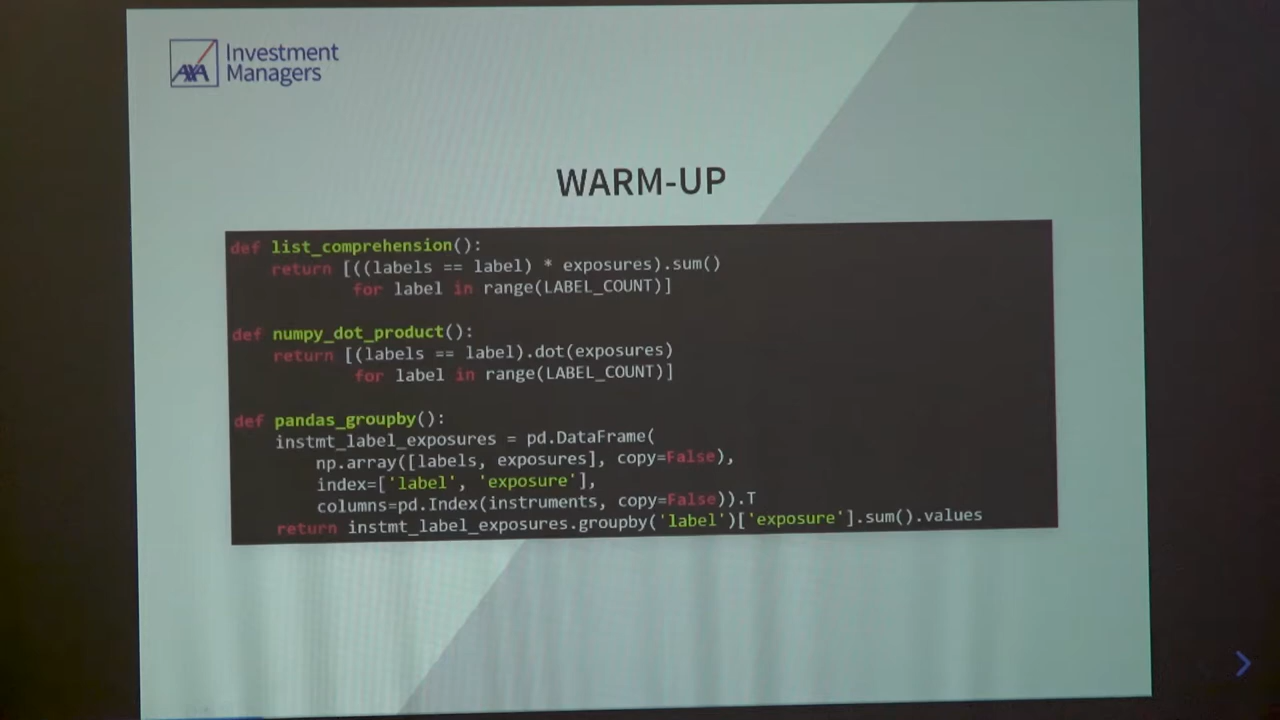 AXA Investment
Managers
WARM-UP
def list_comprehension():
    return [((labels == label) * exposures).sum()
            for label in range(LABEL_COUNT)]
def numpy_dot_product():
    return [(labels == label).dot(exposures)
            for label in range(LABEL_COUNT)]
def pandas_groupby():
    instmt_label_exposures = pd.DataFrame(
        np.array([labels, exposures], copy=False),
        index=['label', 'exposure'],
        columns=pd.Index(instruments, copy=False)).T
    return instmt_label_exposures.groupby('label')['exposure'].sum().values